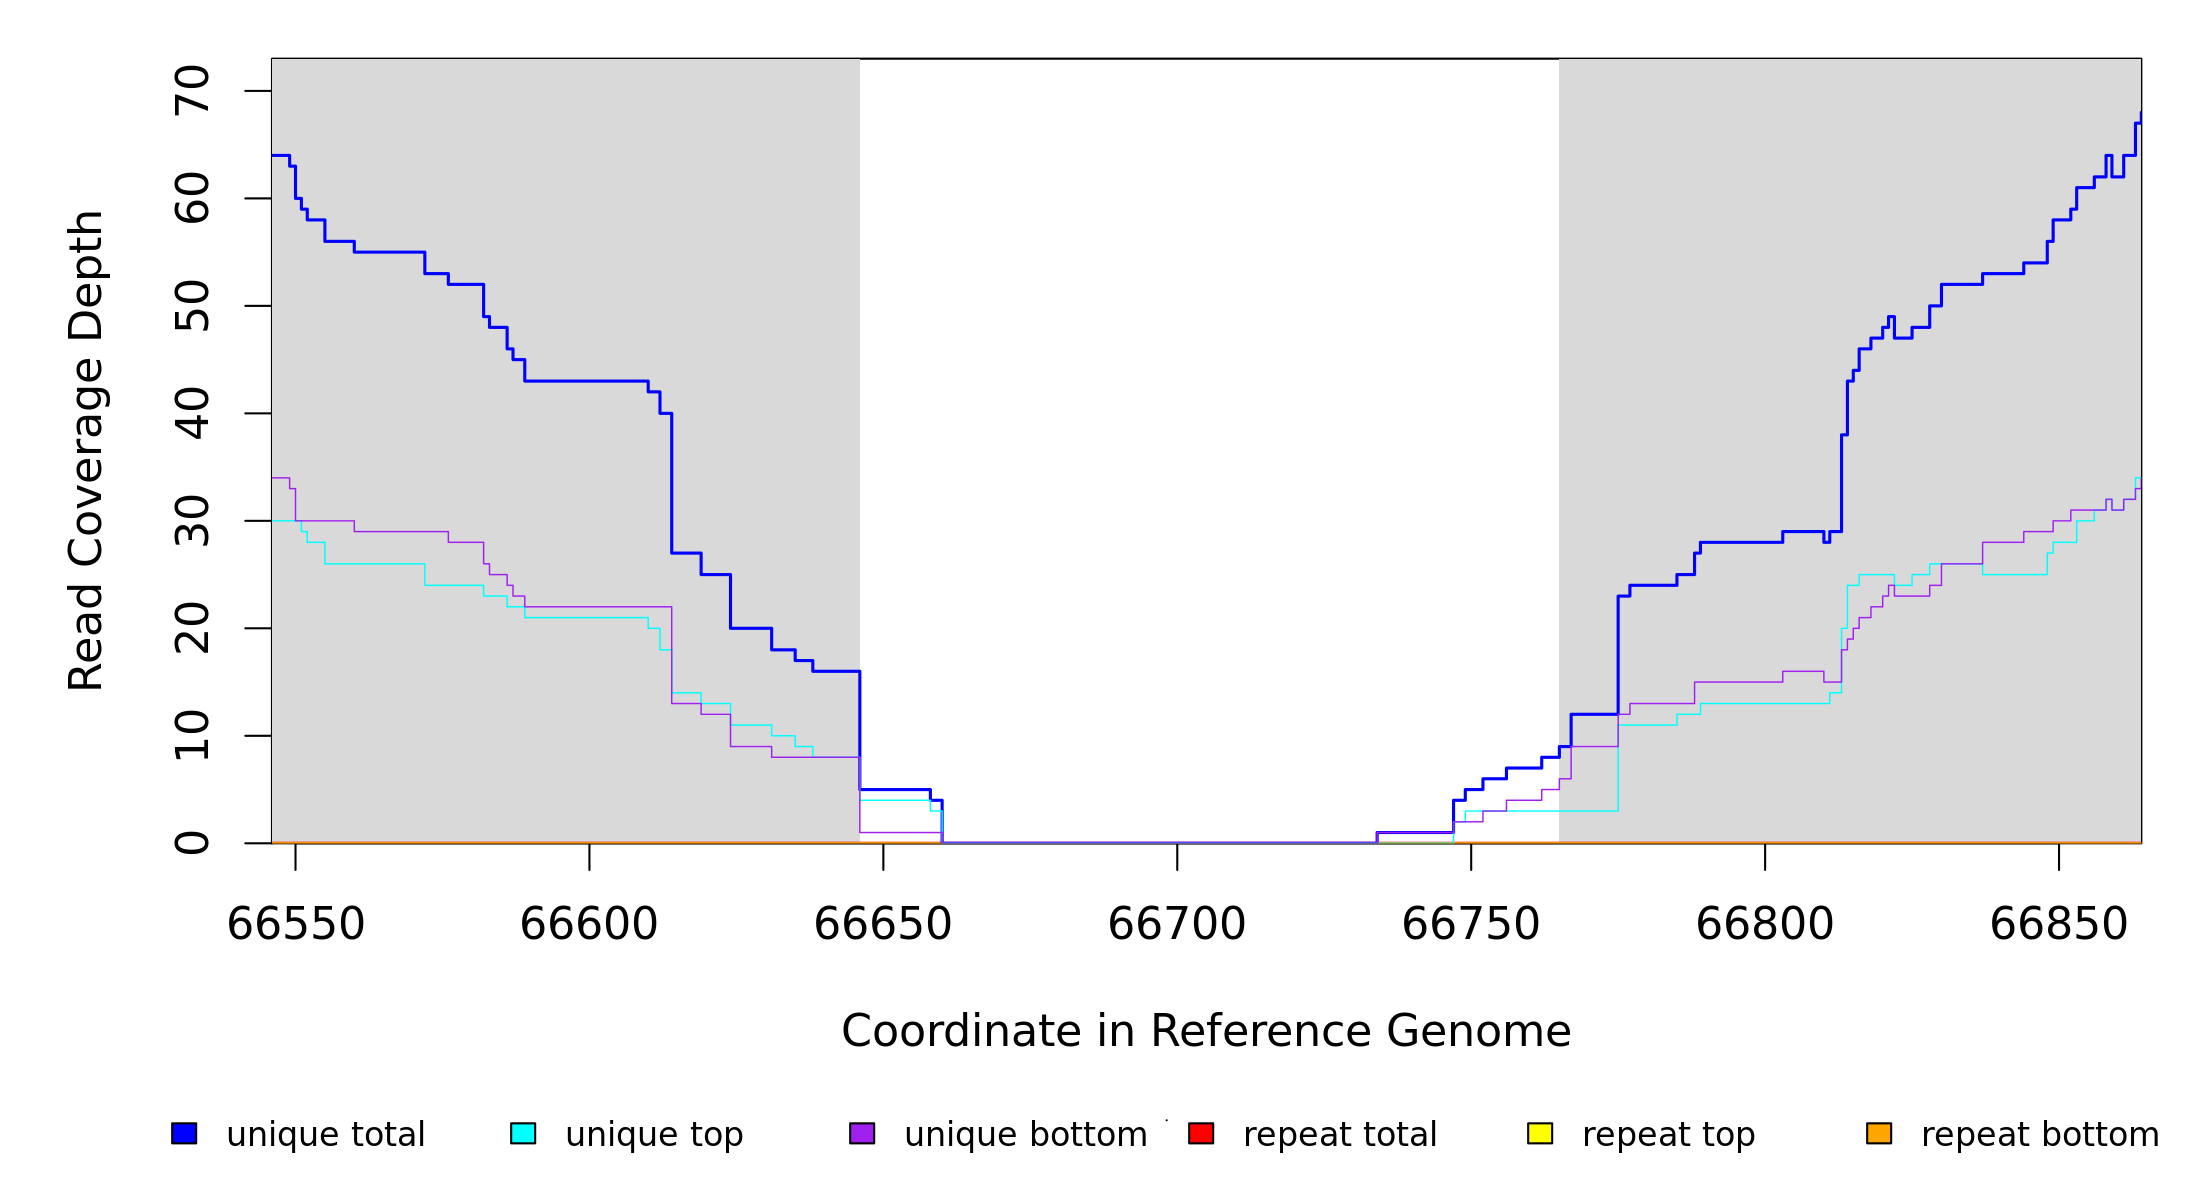 Read Coverage Depth
70
60
50
40
30
20
10
0
66550 66600 66650 66700 66750 66800 66850
Coordinate in Reference Genome
unique total unique top unique bottom repeat total repeat top repeat bottom